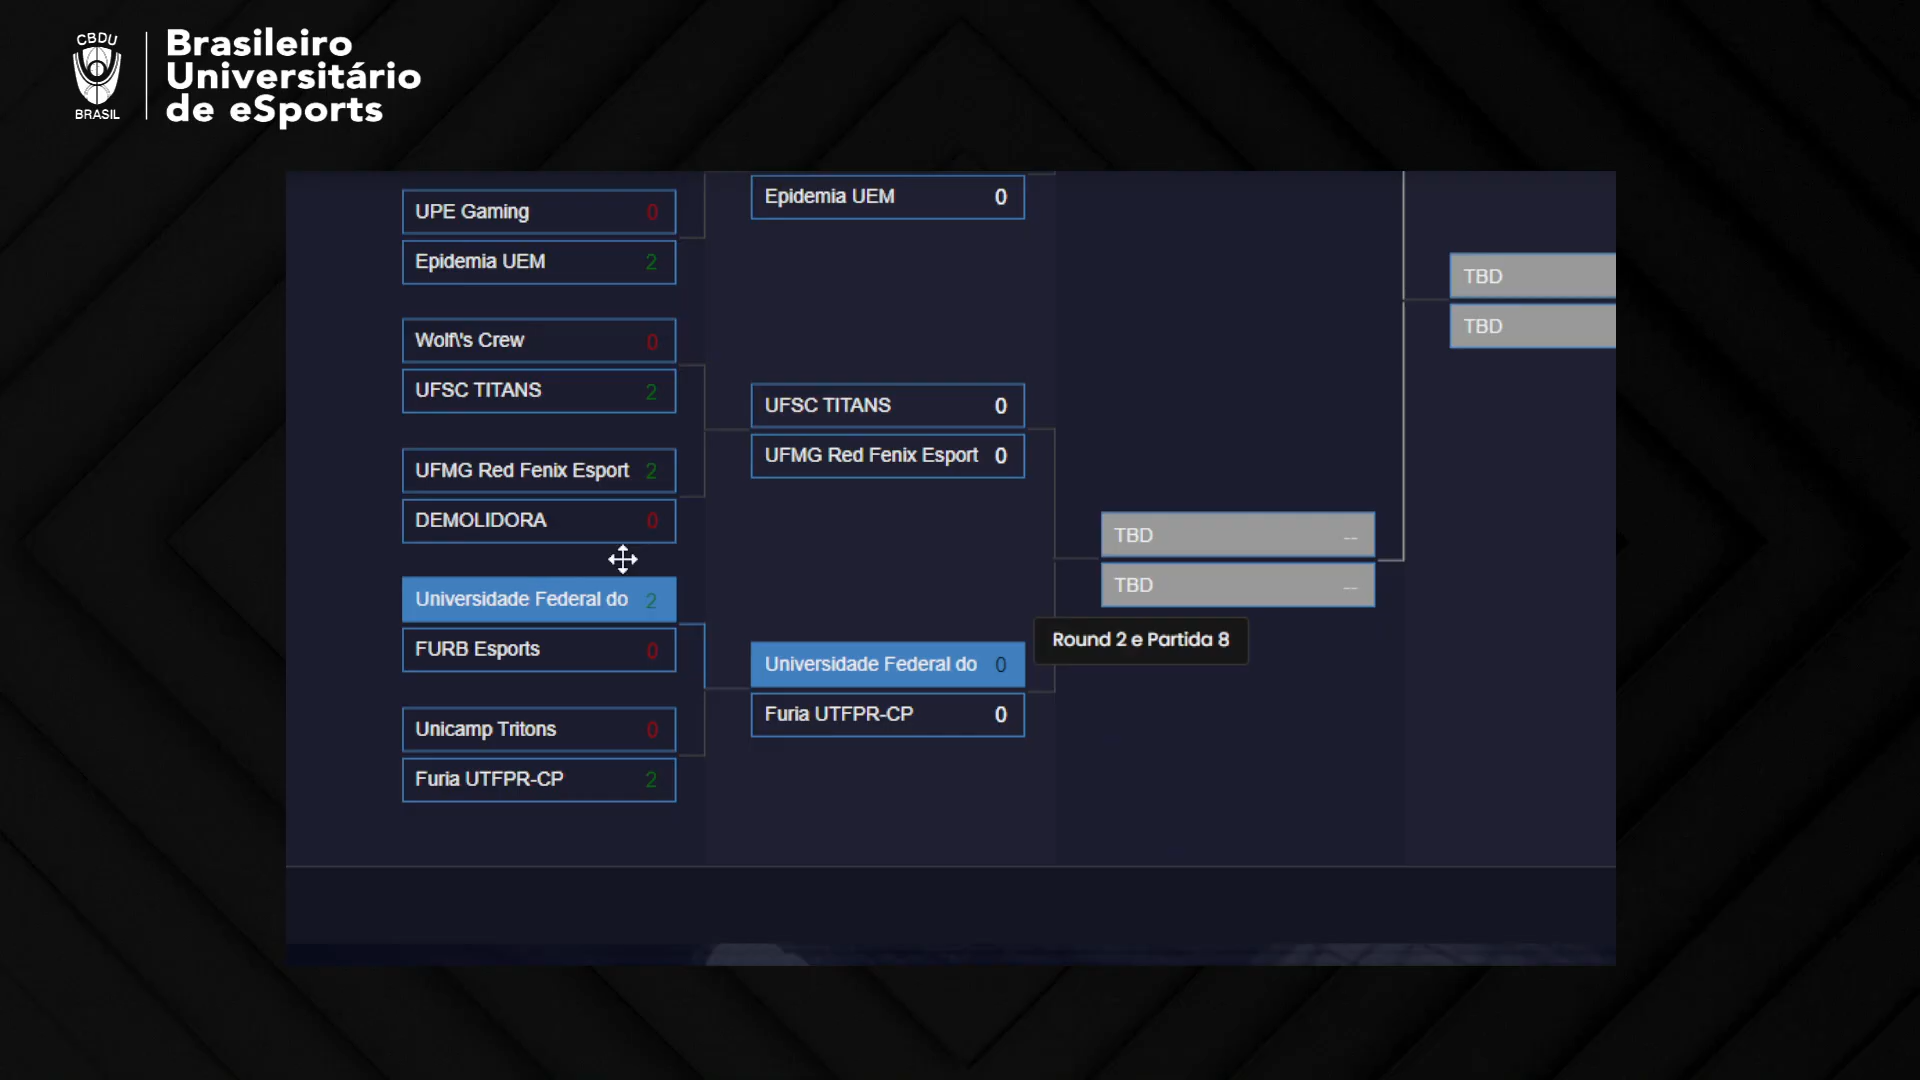 CBDU
BRASIL
Brasileiro
Universitário
de eSports
UPE Gaming 0
Epidemia UEM 2
Wolf\'s Crew 0
UFSC TITANS 2
UFMG Red Fenix Esport 2
DEMOLIDORA 0
Universidade Federal do 2
FURB Esports 0
Unicamp Tritons 0
Furia UTFPR-CP 2
Epidemia UEM 0
UFSC TITANS 0
UFMG Red Fenix Esport 0
Universidade Federal do 0
Furia UTFPR-CP 0
TBD --
TBD --
Round 2 e Partida 8
TBD
TBD